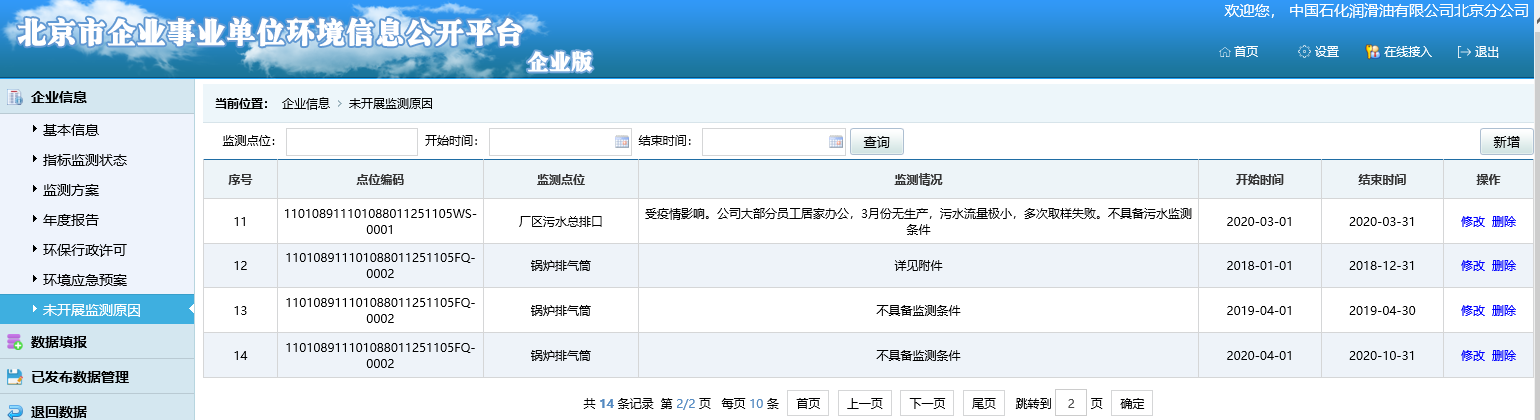 欢迎您， 中国石化润滑油有限公司北京分公司
北京市企业事业单位环境信息公开平台
企业版
首页 设置 在线接入 退出
企业信息
基本信息
指标监测状态
监测方案
年度报告
环保行政许可
环境应急预案
未开展监测原因
数据填报
已发布数据管理
退回数据
当前位置： 企业信息 > 未开展监测原因
监测点位： 开始时间： 结束时间： 查询 新增
序号 点位编码 监测点位 监测情况 开始时间 结束时间 操作
11 110108911101088011251105WS-0001 厂区污水总排口 受疫情影响。公司大部分员工居家办公，3月份无生产，污水流量极小，多次取样失败。不具备污水监测条件 2020-03-01 2020-03-31 修改 删除
12 110108911101088011251105FQ-0002 锅炉排气筒 详见附件 2018-01-01 2018-12-31 修改 删除
13 110108911101088011251105FQ-0002 锅炉排气筒 不具备监测条件 2019-04-01 2019-04-30 修改 删除
14 110108911101088011251105FQ-0002 锅炉排气筒 不具备监测条件 2020-04-01 2020-10-31 修改 删除
共 14 条记录 第 2/2 页 每页 10 条 首页 上一页 下一页 尾页 跳转到 2 页 确定